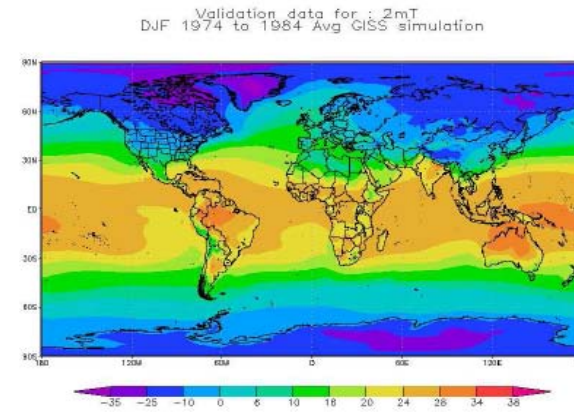 Validation data for : 2mT
DJF 1974 to 1984 Avg GISS simulation
90N
60N
30N
EQ
30S
60S
90S
180 120W 60W 0 60E 120E
-35 -25 -10 0 6 10 18 20 24 28 34 38